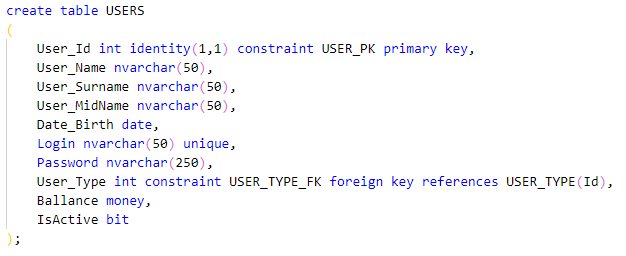 create table USERS
(
    User_Id int identity(1,1) constraint USER_PK primary key,
    User_Name nvarchar(50),
    User_Surname nvarchar(50),
    User_MidName nvarchar(50),
    Date_Birth date,
    Login nvarchar(50) unique,
    Password nvarchar(250),
    User_Type int constraint USER_TYPE_FK foreign key references USER_TYPE(Id),
    Ballance money,
    IsActive bit
);